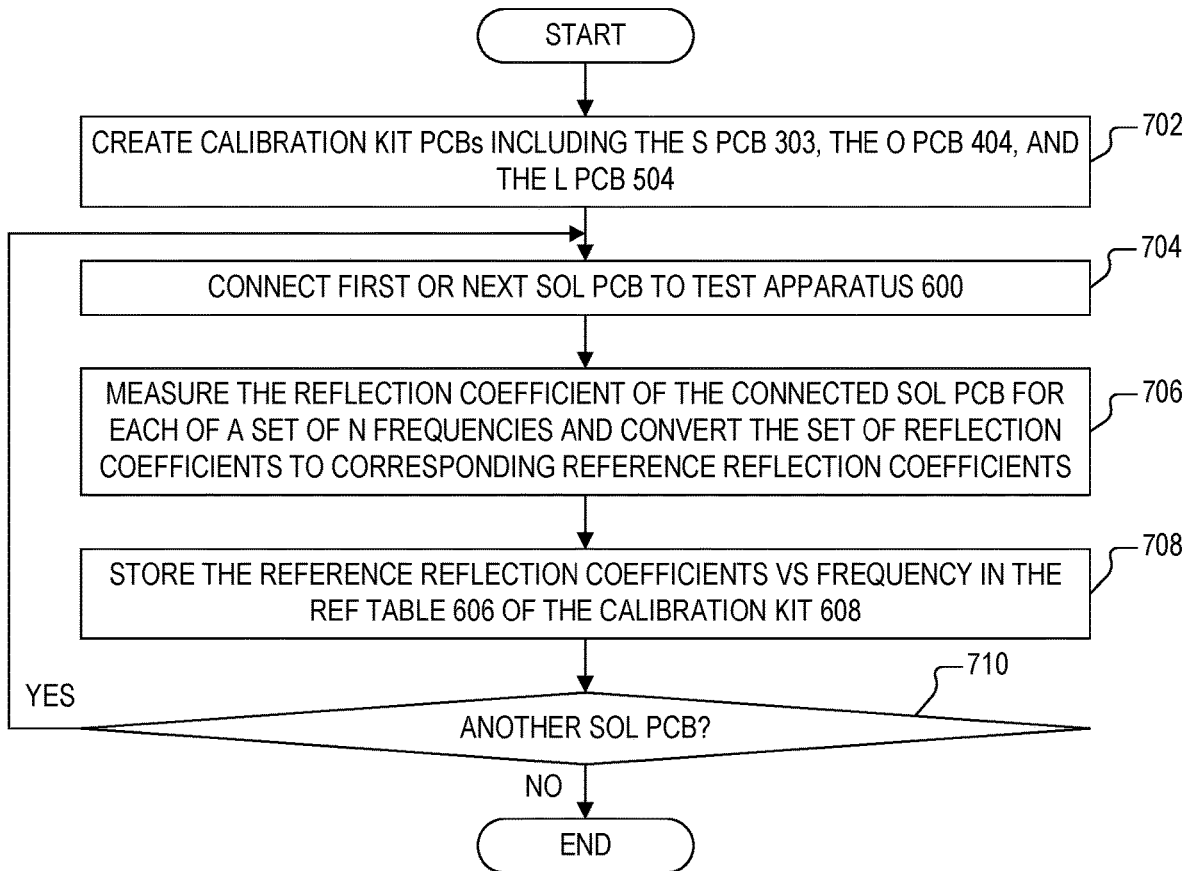 START
CREATE CALIBRATION KIT PCBs INCLUDING THE S PCB 303, THE O PCB 404, AND
THE L PCB 504
702
CONNECT FIRST OR NEXT SOL PCB TO TEST APPARATUS 600
704
MEASURE THE REFLECTION COEFFICIENT OF THE CONNECTED SOL PCB FOR
EACH OF A SET OF N FREQUENCIES AND CONVERT THE SET OF REFLECTION
COEFFICIENTS TO CORRESPONDING REFERENCE REFLECTION COEFFICIENTS
706
STORE THE REFERENCE REFLECTION COEFFICIENTS VS FREQUENCY IN THE
REF TABLE 606 OF THE CALIBRATION KIT 608
708
710
YES
ANOTHER SOL PCB?
NO
END